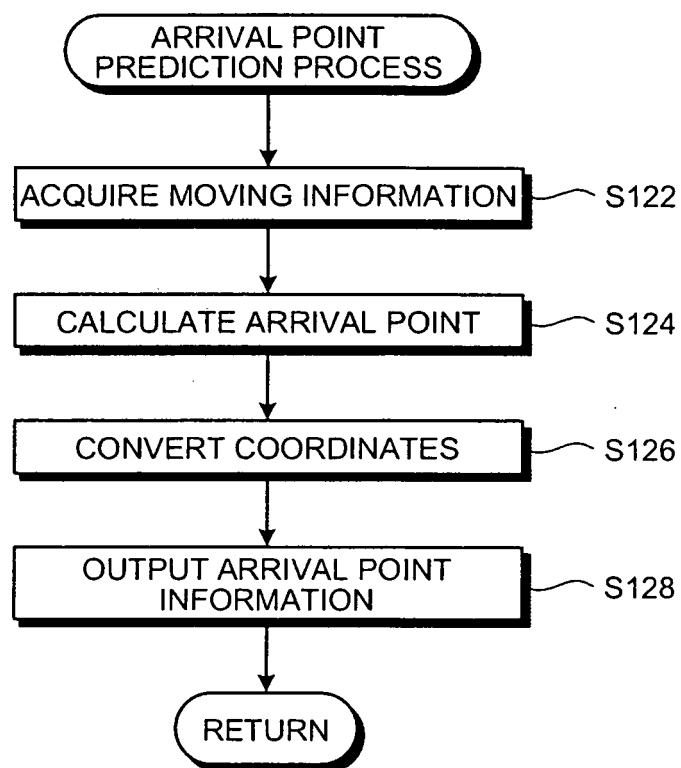 ARRIVAL POINT
PREDICTION PROCESS
ACQUIRE MOVING INFORMATION
S122
CALCULATE ARRIVAL POINT
S124
CONVERT COORDINATES
S126
OUTPUT ARRIVAL POINT
INFORMATION
S128
RETURN